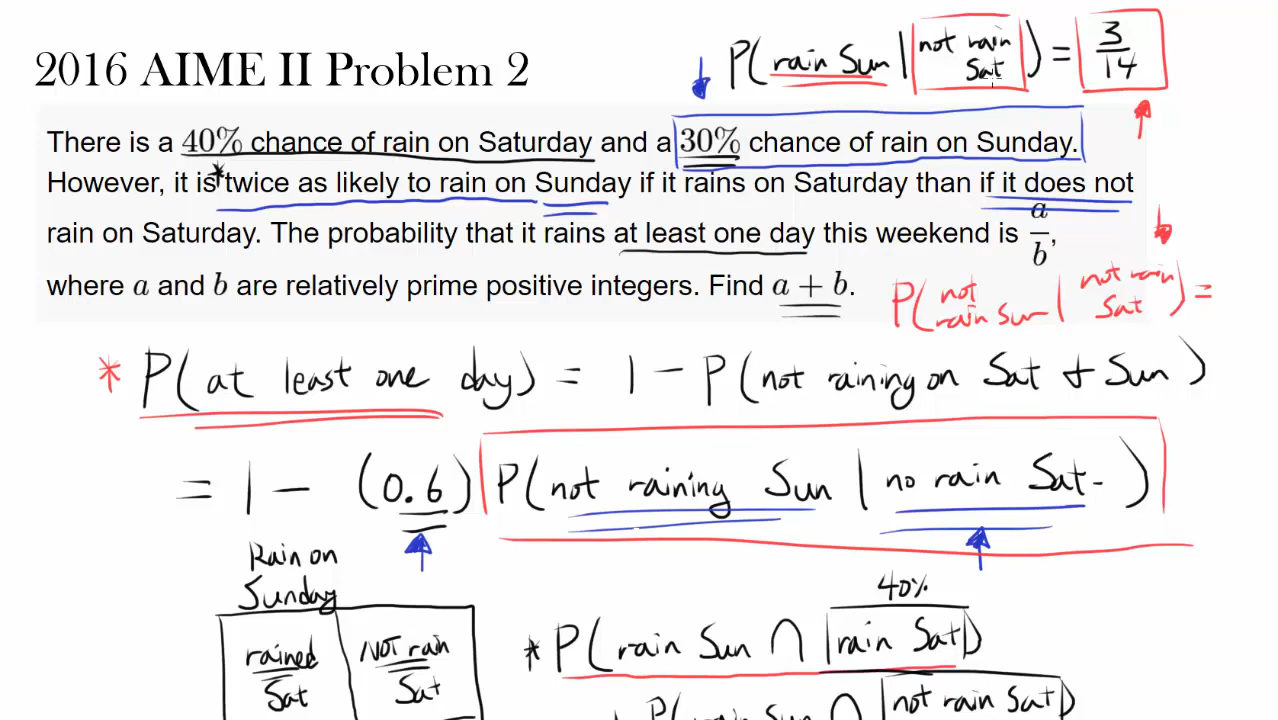 2016 AIME II Problem 2
P(rain Sun | not rain Sat) = 3/14
There is a 40% chance of rain on Saturday and a 30% chance of rain on Sunday.
However, it is *twice as likely to rain on Sunday if it rains on Saturday than if it does not
rain on Saturday. The probability that it rains at least one day this weekend is a/b,
where a and b are relatively prime positive integers. Find a + b.
P(not rain Sun | not rain Sat) =
* P(at least one day) = 1 - P(not raining on Sat + Sun)
= 1 - (0.6) P(not raining Sun | no rain Sat.)
Rain on
Sunday
rained
Sat
NOT rain
Sat
40%
* P(rain Sun ∩ rain Sat)
P(rain Sun ∩ not rain Sat)